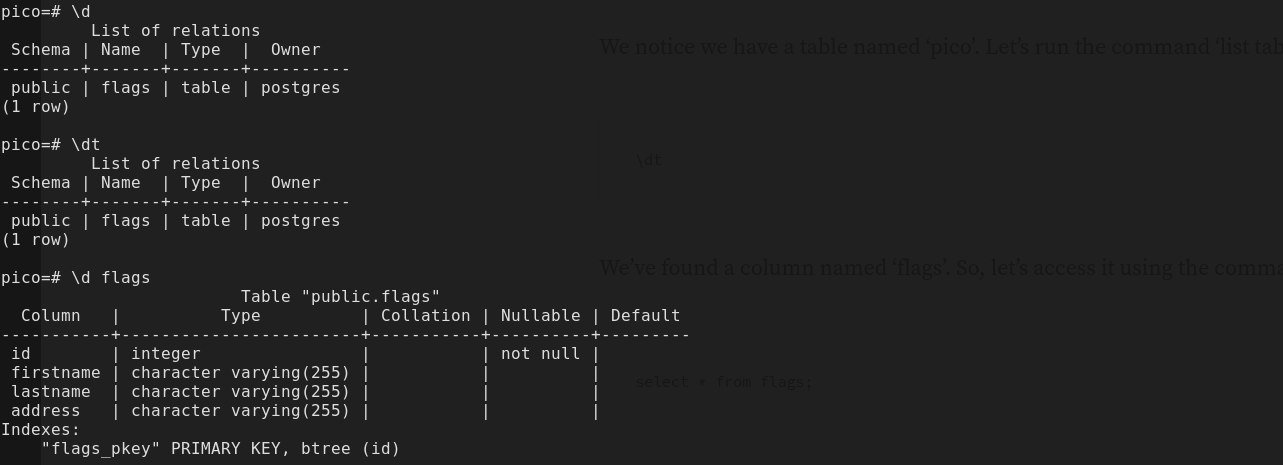 pico=# \d
         List of relations
 Schema | Name  | Type  |  Owner
--------+-------+-------+----------
 public | flags | table | postgres
(1 row)

pico=# \dt
         List of relations
 Schema | Name  | Type  |  Owner
--------+-------+-------+----------
 public | flags | table | postgres
(1 row)

pico=# \d flags
                        Table "public.flags"
  Column   |          Type          | Collation | Nullable | Default
-----------+------------------------+-----------+----------+---------
 id        | integer                |           | not null |
 firstname | character varying(255) |           |          |
 lastname  | character varying(255) |           |          |
 address   | character varying(255) |           |          |
Indexes:
    "flags_pkey" PRIMARY KEY, btree (id)
We notice we have a table named ‘pico’. Let’s run the command ‘list
\dt
We’ve found a column named ‘flags’. So, let’s access it using the
select * from flags;